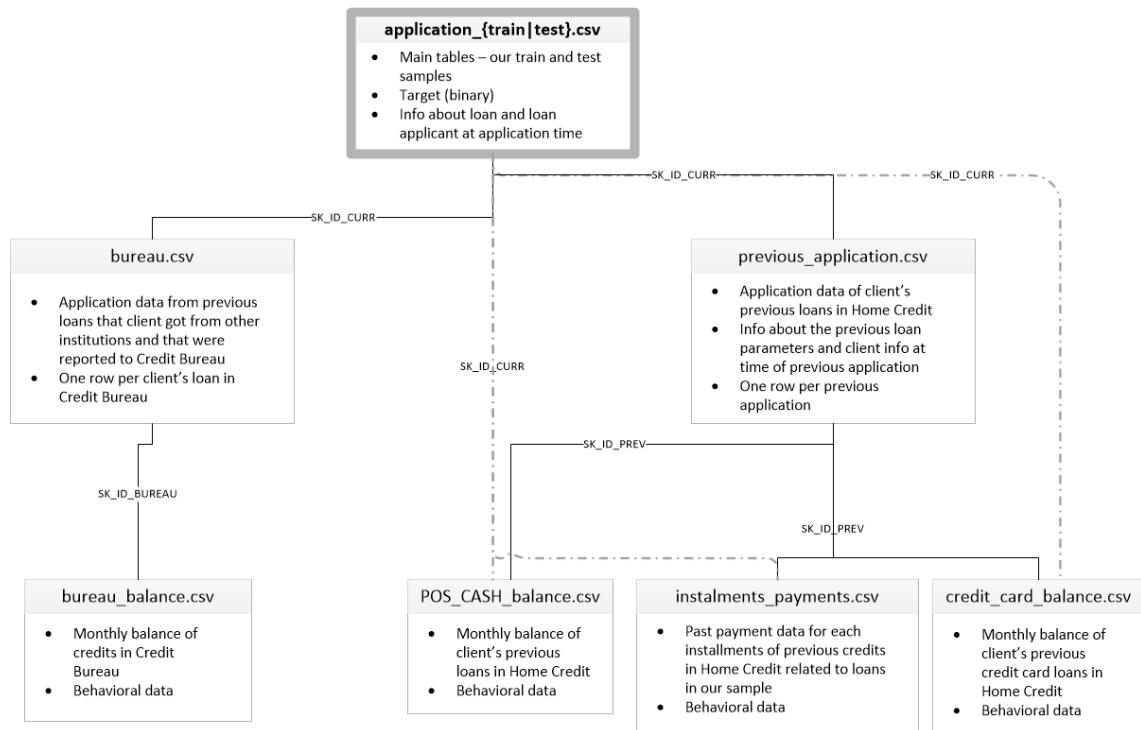 application_{train|test}.csv
• Main tables – our train and test
samples
• Target (binary)
• Info about loan and loan
applicant at application time
SK_ID_CURR
SK_ID_CURR
SK_ID_CURR
bureau.csv
• Application data from previous
loans that client got from other
institutions and that were
reported to Credit Bureau
• One row per client's loan in
Credit Bureau
previous_application.csv
• Application data of client's
previous loans in Home Credit
• Info about the previous loan
parameters and client info at
time of previous application
• One row per previous
application
SK_ID_CURR
SK_ID_PREV
SK_ID_BUREAU
SK_ID_PREV
bureau_balance.csv
• Monthly balance of
credits in Credit
Bureau
• Behavioral data
POS_CASH_balance.csv
• Monthly balance of
client's previous
loans in Home Credit
• Behavioral data
instalments_payments.csv
• Past payment data for each
installments of previous credits
in Home Credit related to loans
in our sample
• Behavioral data
credit_card_balance.csv
• Monthly balance of
client's previous
credit card loans in
Home Credit
• Behavioral data